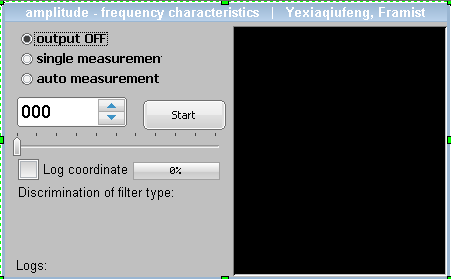 amplitude - frequency characteristics | Yexiaqiufeng, Framist
output OFF
single measuremen
auto measurement
000
Start
Log coordinate
0%
Discrimination of filter type:
Logs: